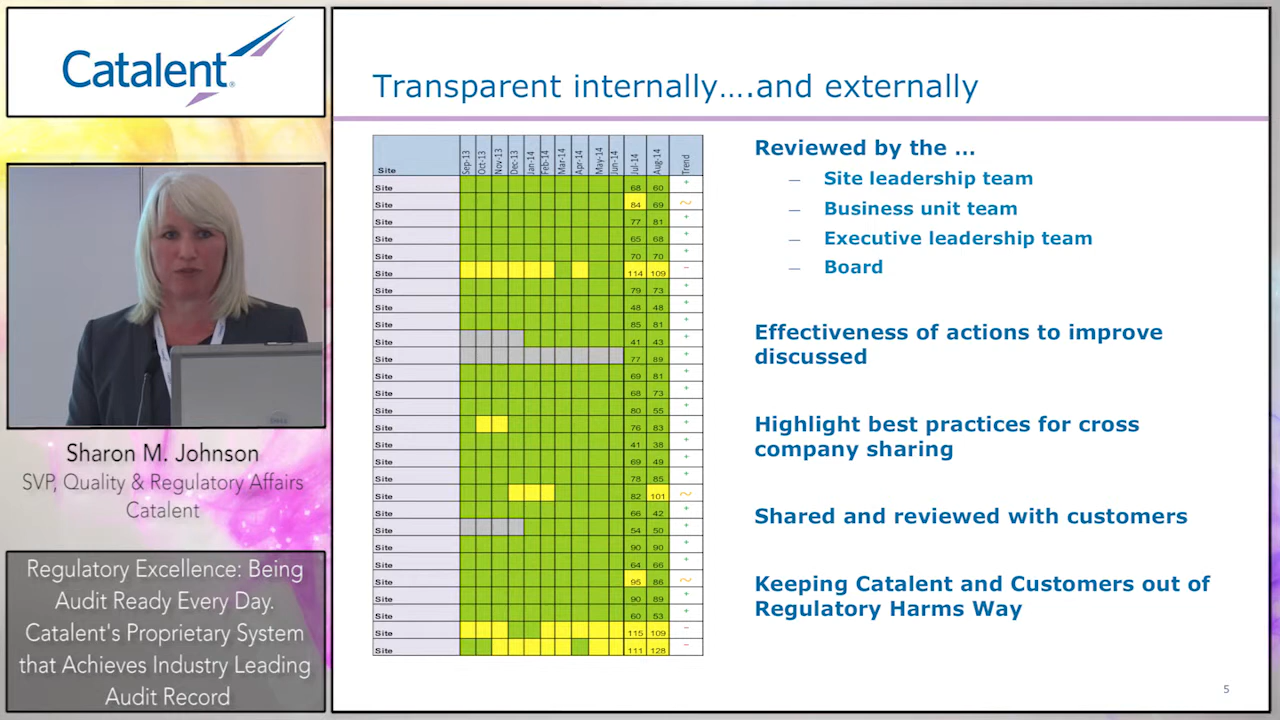 Catalent®
Sharon M. Johnson
SVP, Quality & Regulatory Affairs
Catalent
Regulatory Excellence: Being
Audit Ready Every Day.
Catalent's Proprietary System
that Achieves Industry Leading
Audit Record
Transparent internally....and externally
Site Sep-13 Oct-13 Nov-13 Dec-13 Jan-14 Feb-14 Mar-14 Apr-14 May-14 Jun-14 Jul-14 Aug-14 Trend
Site 68 60 +
Site 84 69 ~
Site 77 81 +
Site 65 68 +
Site 70 70 +
Site 114 109 –
Site 79 73 +
Site 48 48 +
Site 85 81 +
Site 41 43 +
Site 77 89 +
Site 69 81 +
Site 68 73 +
Site 80 55 +
Site 76 83 +
Site 41 38 +
Site 69 49 +
Site 78 85 +
Site 82 101 ~
Site 66 42 +
Site 54 50 +
Site 90 90 +
Site 64 66 +
Site 95 86 ~
Site 90 89 +
Site 60 53 +
Site 115 109 –
Site 111 128 –
Reviewed by the ...
— Site leadership team
— Business unit team
— Executive leadership team
— Board
Effectiveness of actions to improve
discussed
Highlight best practices for cross
company sharing
Shared and reviewed with customers
Keeping Catalent and Customers out of
Regulatory Harms Way
5